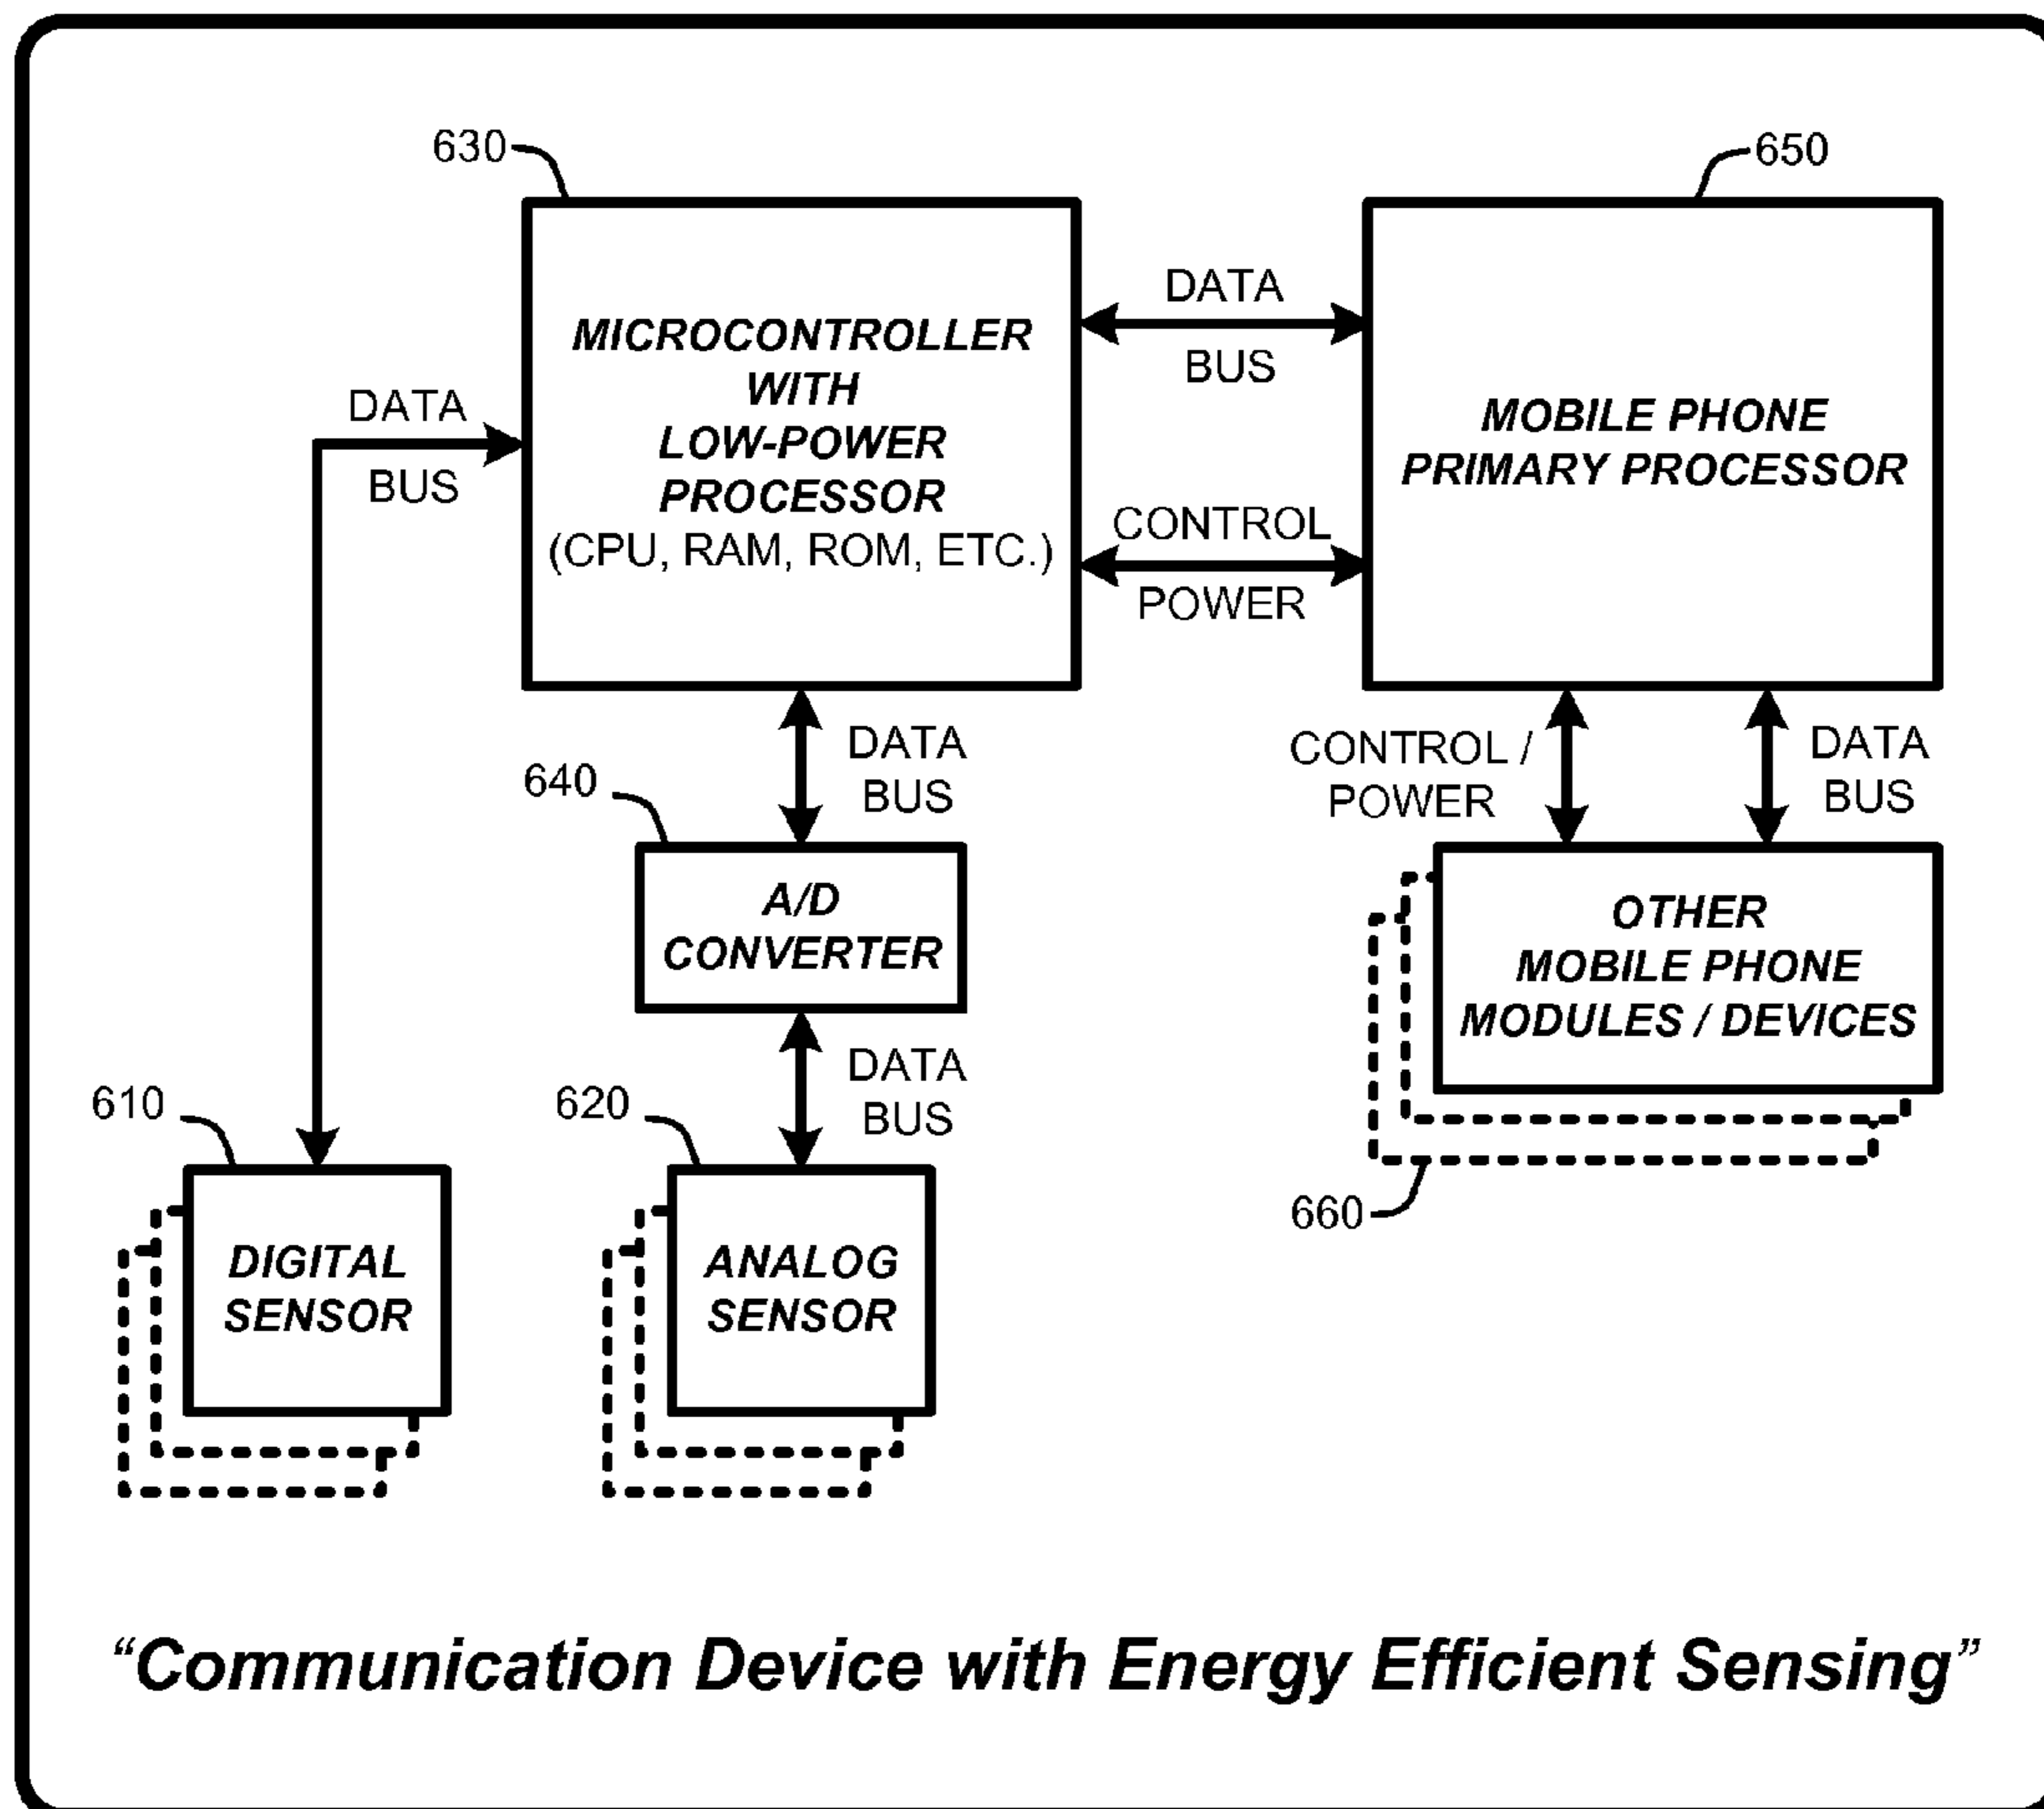 630
650
MICROCONTROLLER
WITH
LOW-POWER
PROCESSOR
(CPU, RAM, ROM, ETC.)
DATA
BUS
MOBILE PHONE
PRIMARY PROCESSOR
DATA
BUS
CONTROL
POWER
DATA
BUS
CONTROL /
POWER
DATA
BUS
640
A/D
CONVERTER
OTHER
MOBILE PHONE
MODULES / DEVICES
DATA
BUS
610
620
660
DIGITAL
SENSOR
ANALOG
SENSOR
“Communication Device with Energy Efficient Sensing”